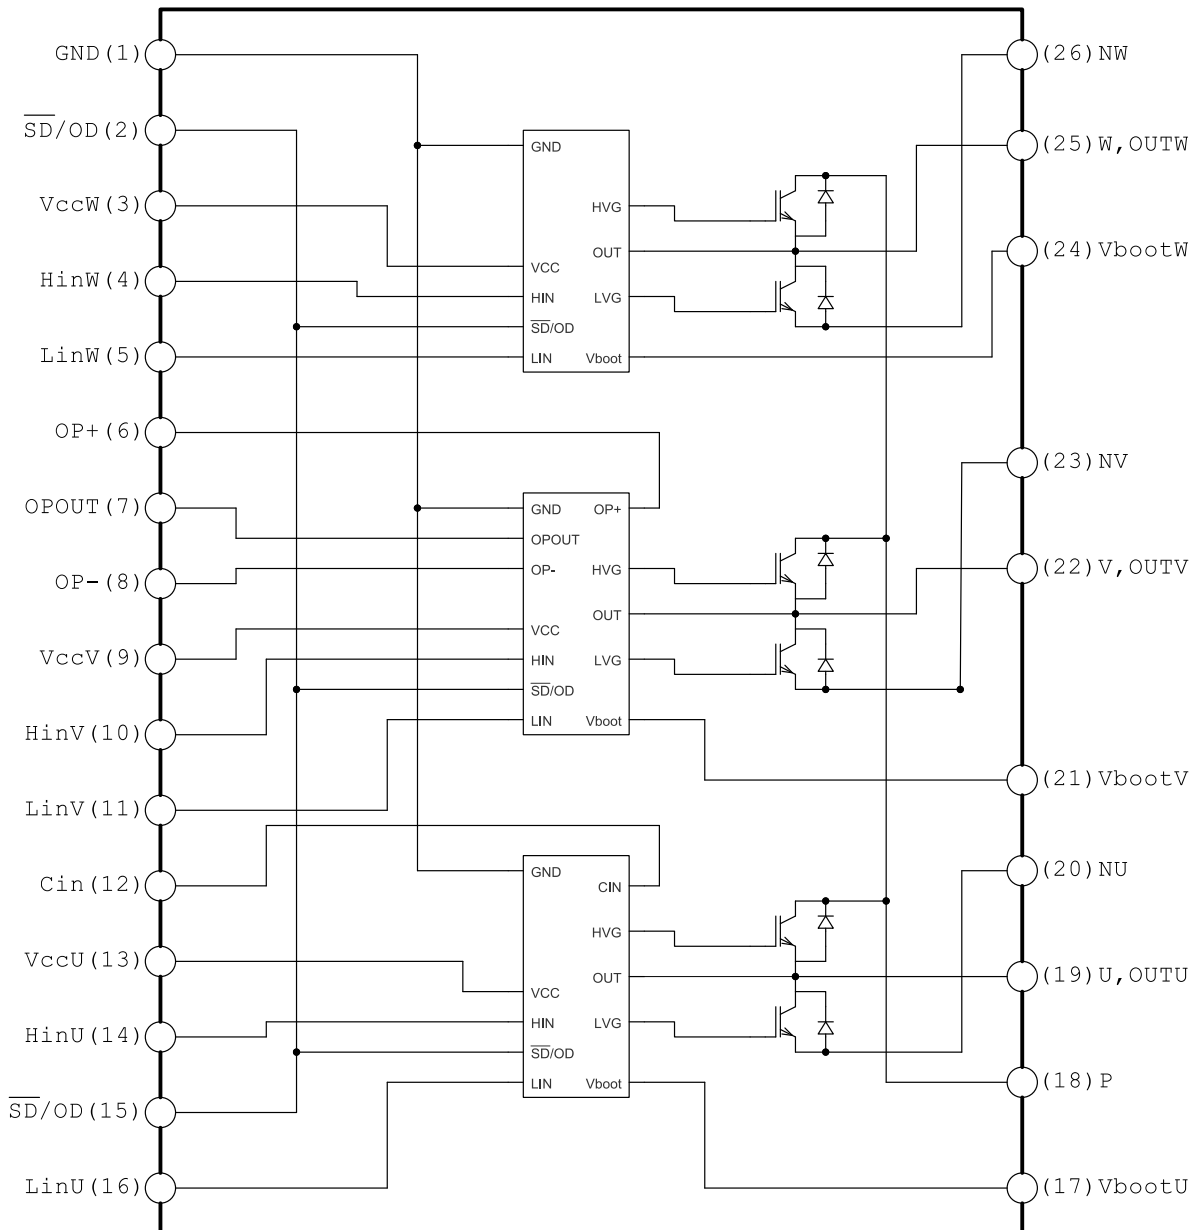 GND(1)
SD/OD(2)
VccW(3)
HinW(4)
LinW(5)
OP+(6)
OPOUT(7)
OP-(8)
VccV(9)
HinV(10)
LinV(11)
Cin(12)
VccU(13)
HinU(14)
SD/OD(15)
LinU(16)
GND
HVG
OUT
VCC
HIN
LVG
SD/OD
LIN
Vboot
GND
OP+
OPOUT
OP-
HVG
OUT
VCC
HIN
LVG
SD/OD
LIN
Vboot
GND
CIN
HVG
OUT
VCC
HIN
LVG
SD/OD
LIN
Vboot
(26)NW
(25)W,OUTW
(24)VbootW
(23)NV
(22)V,OUTV
(21)VbootV
(20)NU
(19)U,OUTU
(18)P
(17)VbootU